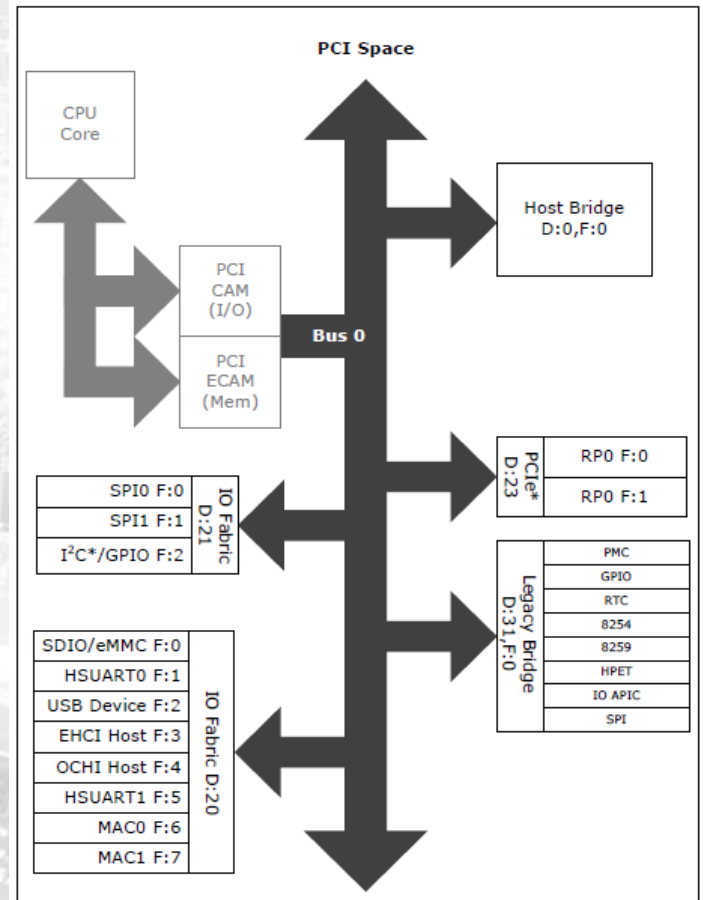 PCI Space
CPU
Core
Host Bridge
D:0,F:0
PCI
CAM
(I/O)
PCI
ECAM
(Mem)
Bus 0
PCIe*
D:23
RP0 F:0
RP0 F:1
SPI0 F:0
SPI1 F:1
I²C*/GPIO F:2
IO Fabric
D:21
Legacy Bridge
D:31,F:0
PMC
GPIO
RTC
8254
8259
HPET
IO APIC
SPI
SDIO/eMMC F:0
HSUART0 F:1
USB Device F:2
EHCI Host F:3
OCHI Host F:4
HSUART1 F:5
MAC0 F:6
MAC1 F:7
IO Fabric D:20